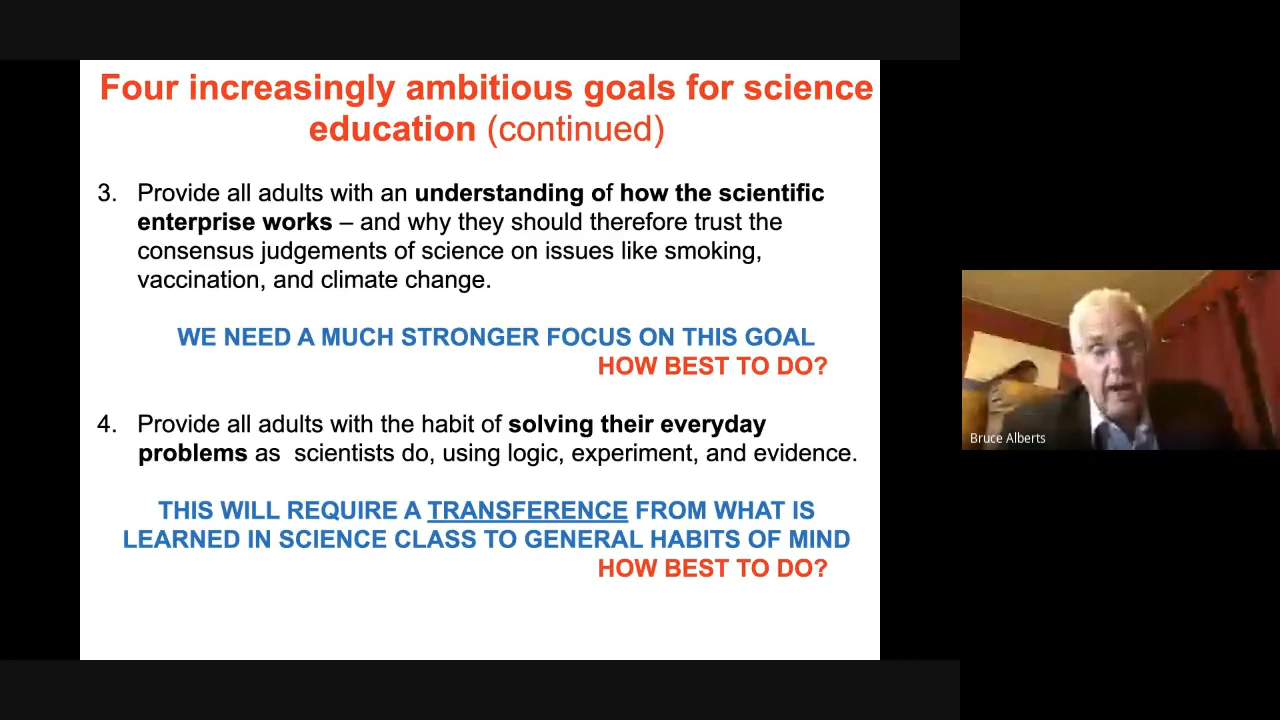 Four increasingly ambitious goals for science
education (continued)
3. Provide all adults with an understanding of how the scientific
enterprise works – and why they should therefore trust the
consensus judgements of science on issues like smoking,
vaccination, and climate change.
WE NEED A MUCH STRONGER FOCUS ON THIS GOAL
HOW BEST TO DO?
4. Provide all adults with the habit of solving their everyday
problems as scientists do, using logic, experiment, and evidence.
THIS WILL REQUIRE A TRANSFERENCE FROM WHAT IS
LEARNED IN SCIENCE CLASS TO GENERAL HABITS OF MIND
HOW BEST TO DO?
Bruce Alberts